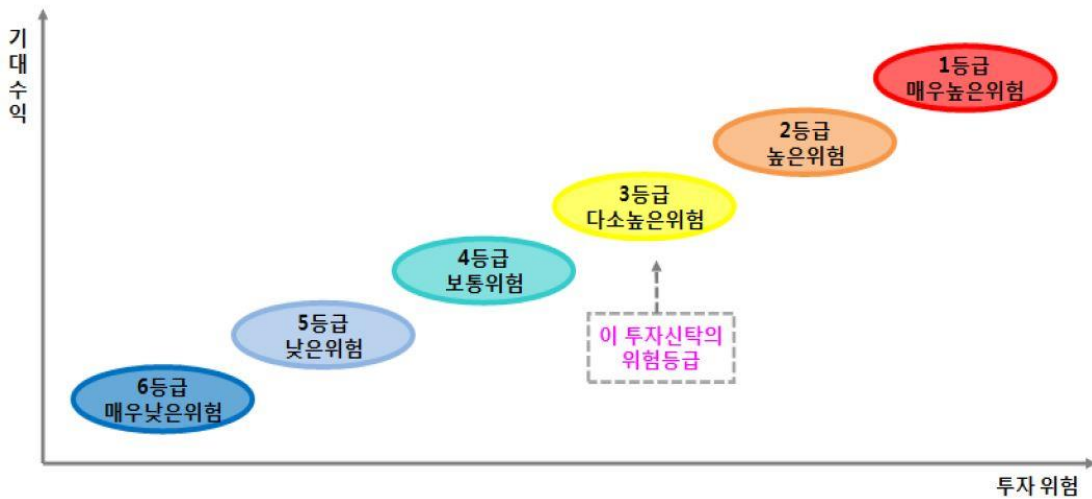 기대수익
1등급
매우높은위험
2등급
높은위험
3등급
다소높은위험
4등급
보통위험
이 투자신탁의
위험등급
5등급
낮은위험
6등급
매우낮은위험
투자 위험